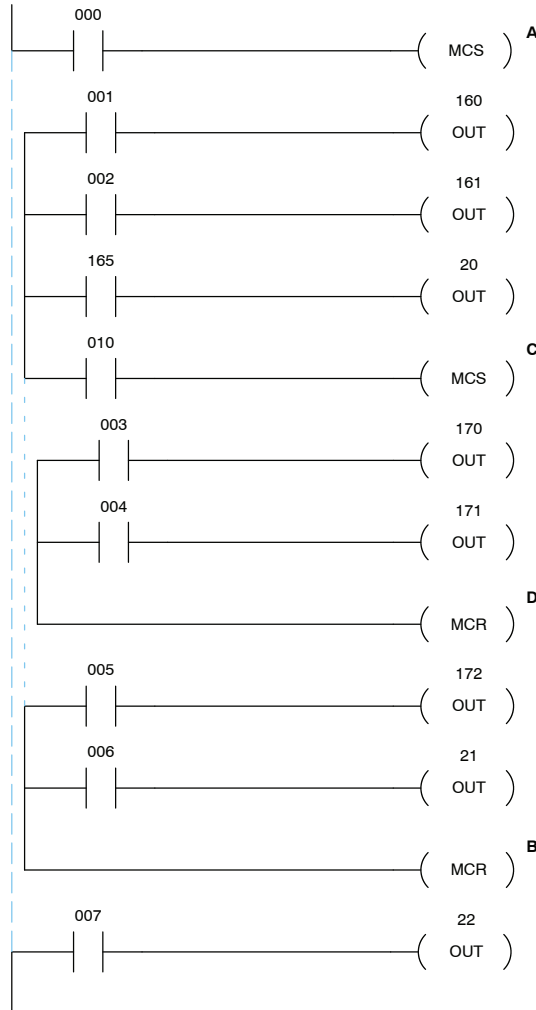 000
MCS A
001 160
OUT
002 161
OUT
165 20
OUT
010 C
MCS
003 170
OUT
004 171
OUT
D
MCR
005 172
OUT
006 21
OUT
B
MCR
007 22
OUT